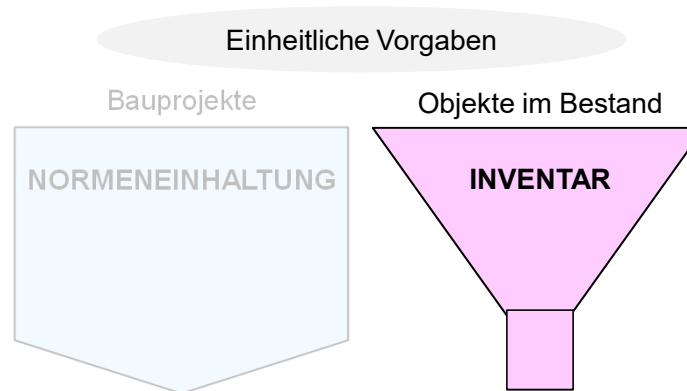 Einheitliche Vorgaben
Bauprojekte
Objekte im Bestand
NORMENEINHALTUNG
INVENTAR